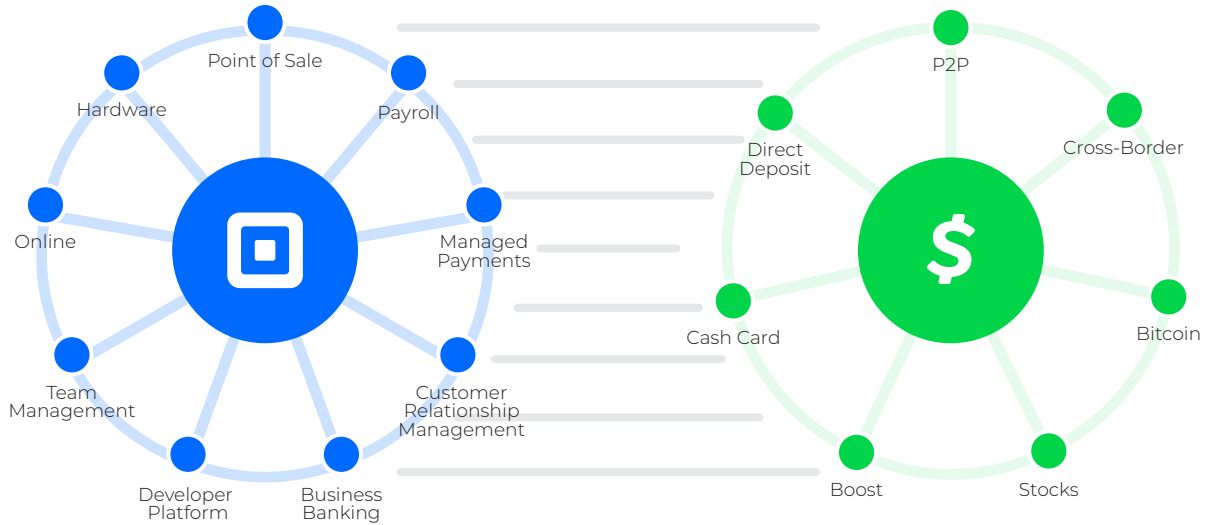 Point of Sale
Hardware
Payroll
Online
Managed
Payments
Team
Management
Customer
Relationship
Management
Developer
Platform
Business
Banking
P2P
Direct
Deposit
Cross-Border
$
Cash Card
Bitcoin
Boost
Stocks